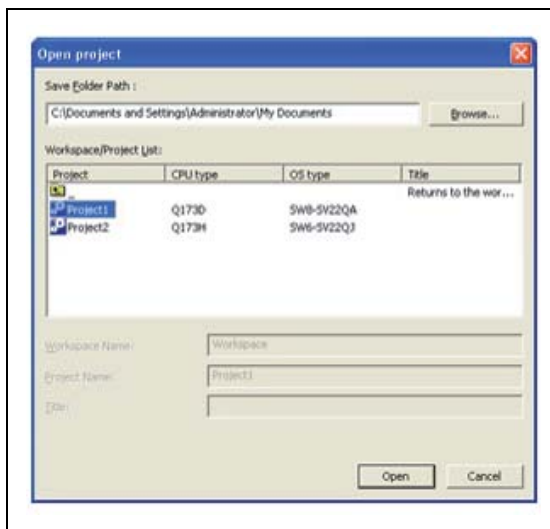 Open project
Save Folder Path :
C:\Documents and Settings\Administrator\My Documents
Browse...
Workspace/Project List:
Project CPU type OS type Title
.. Returns to the wor...
Project1 Q173D SW8-SV22QA
Project2 Q173H SW6-SV22QJ
Workspace Name:
Workspace
Project Name:
Project1
Title:
Open Cancel